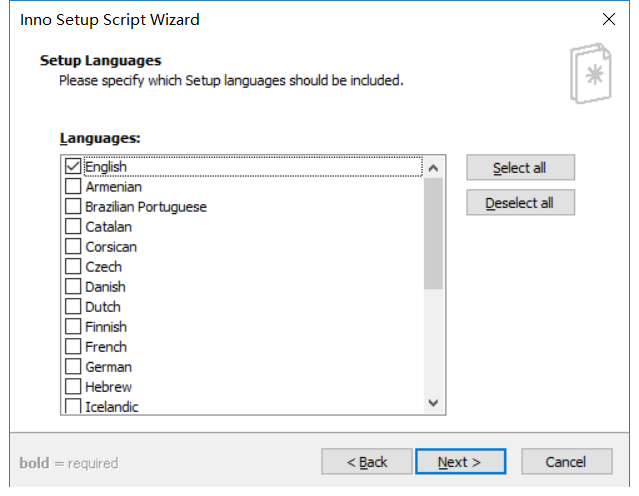 Inno Setup Script Wizard
Setup Languages
Please specify which Setup languages should be included.
Languages:
English
Armenian
Brazilian Portuguese
Catalan
Corsican
Czech
Danish
Dutch
Finnish
French
German
Hebrew
Icelandic
Select all
Deselect all
bold = required
< Back
Next >
Cancel